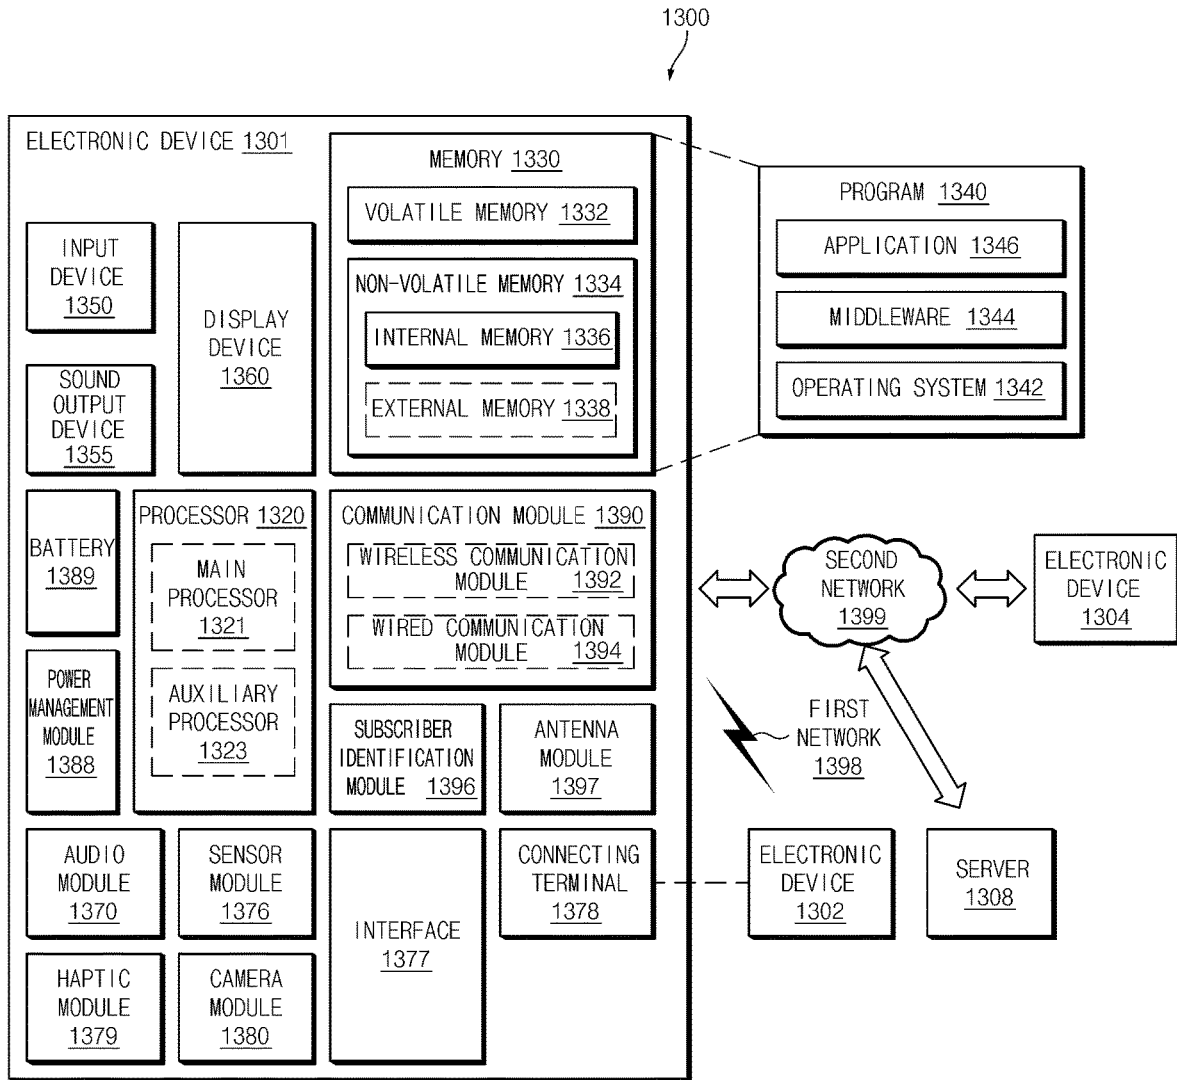 1300
ELECTRONIC DEVICE 1301
MEMORY 1330
VOLATILE MEMORY 1332
NON-VOLATILE MEMORY 1334
INTERNAL MEMORY 1336
EXTERNAL MEMORY 1338
PROGRAM 1340
APPLICATION 1346
MIDDLEWARE 1344
OPERATING SYSTEM 1342
INPUT
DEVICE
1350
DISPLAY
DEVICE
1360
SOUND
OUTPUT
DEVICE
1355
BATTERY
1389
PROCESSOR 1320
MAIN
PROCESSOR
1321
AUXILIARY
PROCESSOR
1323
COMMUNICATION MODULE 1390
WIRELESS COMMUNICATION
MODULE 1392
WIRED COMMUNICATION
MODULE 1394
SECOND
NETWORK
1399
ELECTRONIC
DEVICE
1304
POWER
MANAGEMENT
MODULE
1388
SUBSCRIBER
IDENTIFICATION
MODULE 1396
ANTENNA
MODULE
1397
FIRST
NETWORK
1398
AUDIO
MODULE
1370
SENSOR
MODULE
1376
INTERFACE
1377
CONNECTING
TERMINAL
1378
ELECTRONIC
DEVICE
1302
SERVER
1308
HAPTIC
MODULE
1379
CAMERA
MODULE
1380